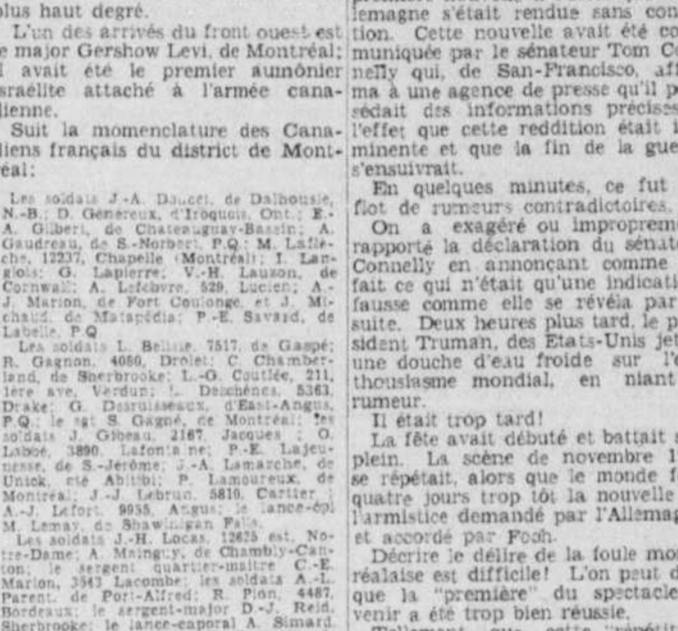 plus haut degré.
L'un des arrivés du front ouest est
le major Gershow Levi, de Montréal;
il avait été le premier aumônier
israélite attaché à l'armée cana-
dienne.
Suit la momenclature des Cana-
diens français du district de Mont-
réal:
Les soldats J.-A. Doucet, de Dalhousie,
N.-B.; D. Généreux, d'Iroquois, Ont.; E.-
A. Gilbert, de Chateauguay-Bassin; A.
Gaudreau, de S.-Norbert, P.Q.; M. Laflè-
che, 12237, Chapelle (Montréal); I. Lan-
glois; G. Lapierre; V.-H. Lauzon, de
Cornwall; A. Lefebvre, 529, Lucien; A.-
J. Marion, de Fort Coulonge, et J. Mi-
chaud, de Matapédia; P.-E. Savard, de
Labelle, P.Q
Les soldats L. Bellisle, 7517, de Gaspé;
R. Gagnon, 4080, Drolet; C. Chamber-
land, de Sherbrooke; L.-G. Coutlée, 211,
1ère ave, Verdun; L. Deschènes, 5363,
Drake; G. Desruisseaux, d'East-Angus,
P.Q.; le sgt S. Gagné, de Montréal; les
soldats J. Gibeau, 2167, Jacques; O.
Labbé, 3890, Lafontaine; P.-E. Lajeu-
nesse, de S.-Jérôme; J.-A. Lamarche, de
cté Abitibi; P. Lamoureux, de
Montréal; J.-J. Lebrun, 5810, Cartier;
A.-J. Lefort, 9955, Angus; le lance-cpl
M. Lemay, de Shawinigan Falls.
Les soldats J.-H. Locas, 12625 est, No-
tre-Dame; A. Mainguy, de Chambly-Can-
ton; le sergent quartier-maître C.-E.
Marion, 3543 Lacombe; les soldats A.-L.
Parent, de Port-Alfred; R. Pion, 4487,
Bordeaux; le sergent-major D.-J. Reid,
Sherbrooke; le lance-caporal A. Simard,
lemagne s'était rendue sans con
tion. Cette nouvelle avait été co
muniquée par le sénateur Tom Co
nelly qui, de San-Francisco, aff
ma à une agence de presse qu'il p
sédait des informations précises
l'effet que cette reddition était i
minente et que la fin de la gue
s'ensuivrait.
En quelques minutes, ce fut
flot de rumeurs contradictoires.
On a exagéré ou impropreme
rapporté la déclaration du sénate
Connelly en annonçant comme
fait ce qui n'était qu'une indicati
fausse comme elle se révéla par
suite. Deux heures plus tard, le p
sident Truman, des Etats-Unis jet
une douche d'eau froide sur l'e
thousiasme mondial, en niant
rumeur.
Il était trop tard!
La fête avait débuté et battait s
plein. La scène de novembre 1
se répétait, alors que le monde f
quatre jours trop tôt la nouvelle
l'armistice demandé par l'Allemag
et accordé par Foch.
Décrire le délire de la foule mo
réalaise est difficile! L'on peut d
que la "première" du spectacle
venir a été trop bien réussie.